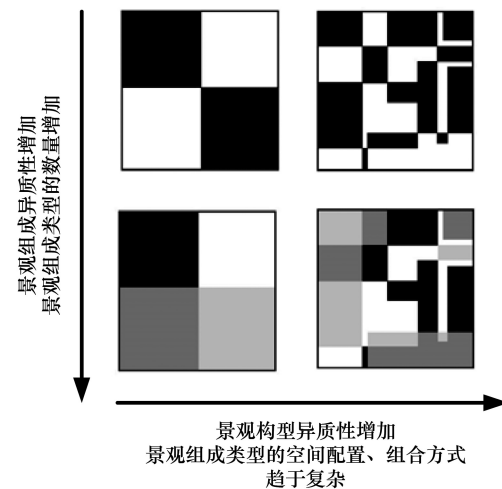 景观组成异质性增加
景观组成类型的数量增加
景观构型异质性增加
景观组成类型的空间配置、组合方式
趋于复杂